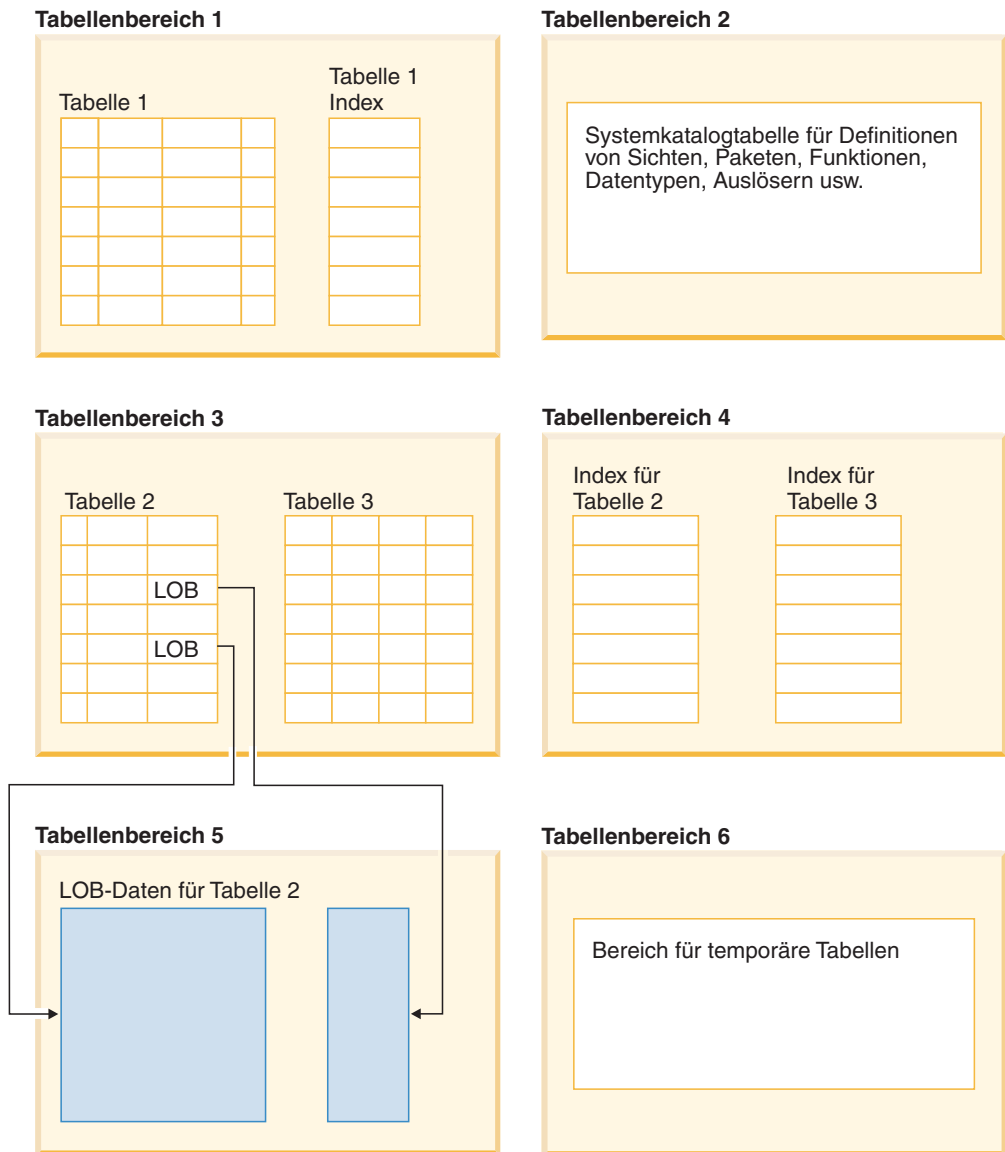 Tabellenbereich 1
Tabelle 1
Tabelle 1
Index
Tabellenbereich 2
Systemkatalogtabelle für Definitionen
von Sichten, Paketen, Funktionen,
Datentypen, Auslösern usw.
Tabellenbereich 3
Tabelle 2
LOB
LOB
Tabelle 3
Tabellenbereich 4
Index für
Tabelle 2
Index für
Tabelle 3
Tabellenbereich 5
LOB-Daten für Tabelle 2
Tabellenbereich 6
Bereich für temporäre Tabellen